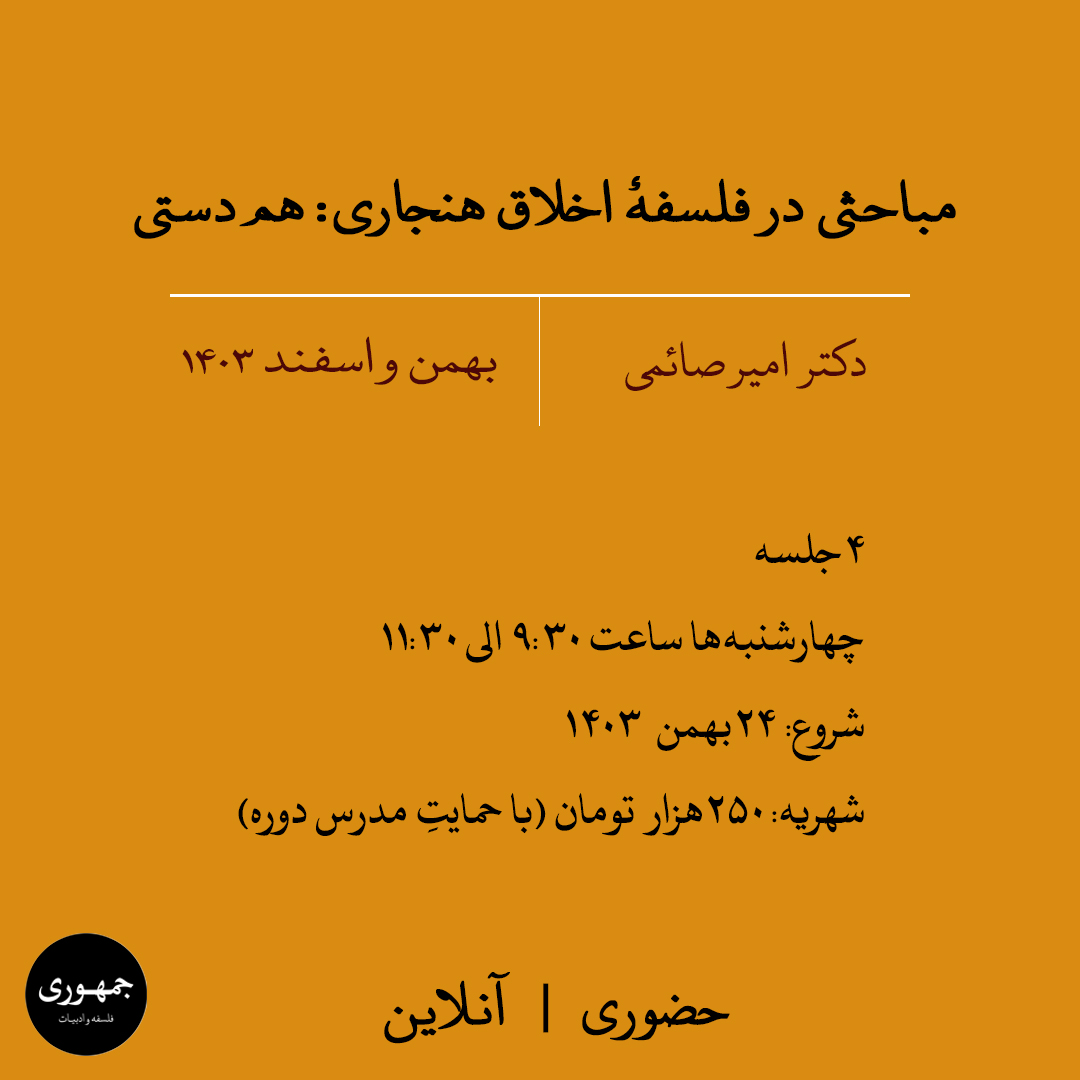 مباحثی در فلسفهٔ اخلاق هنجاری: هم‌دستی
دکتر امیر صائمی
بهمن و اسفند ۱۴۰۳
۴ جلسه
چهارشنبه‌ها ساعت ۹:۳۰ الی ۱۱:۳۰
شروع: ۲۴ بهمن ۱۴۰۳
شهریه: ۲۵۰ هزار تومان (با حمایتِ مدرس دوره)
حضوری | آنلاین
جمهوری
فلسفه و ادبیات